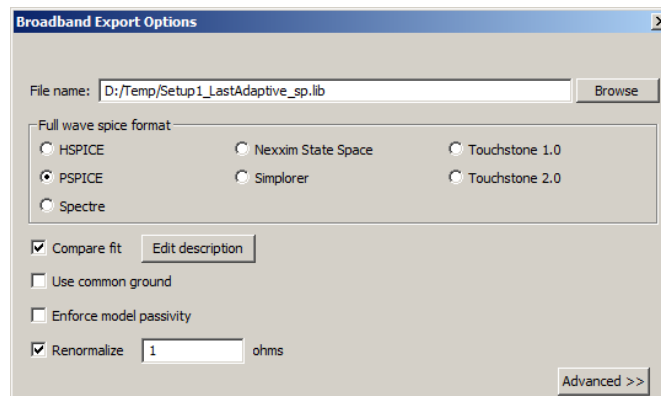 Broadband Export Options
File name: D:/Temp/Setup1_LastAdaptive_sp.lib Browse
Full wave spice format
HSPICE Nexxim State Space Touchstone 1.0
PSPICE Simplorer Touchstone 2.0
Spectre
Compare fit Edit description
Use common ground
Enforce model passivity
Renormalize 1 ohms
Advanced >>